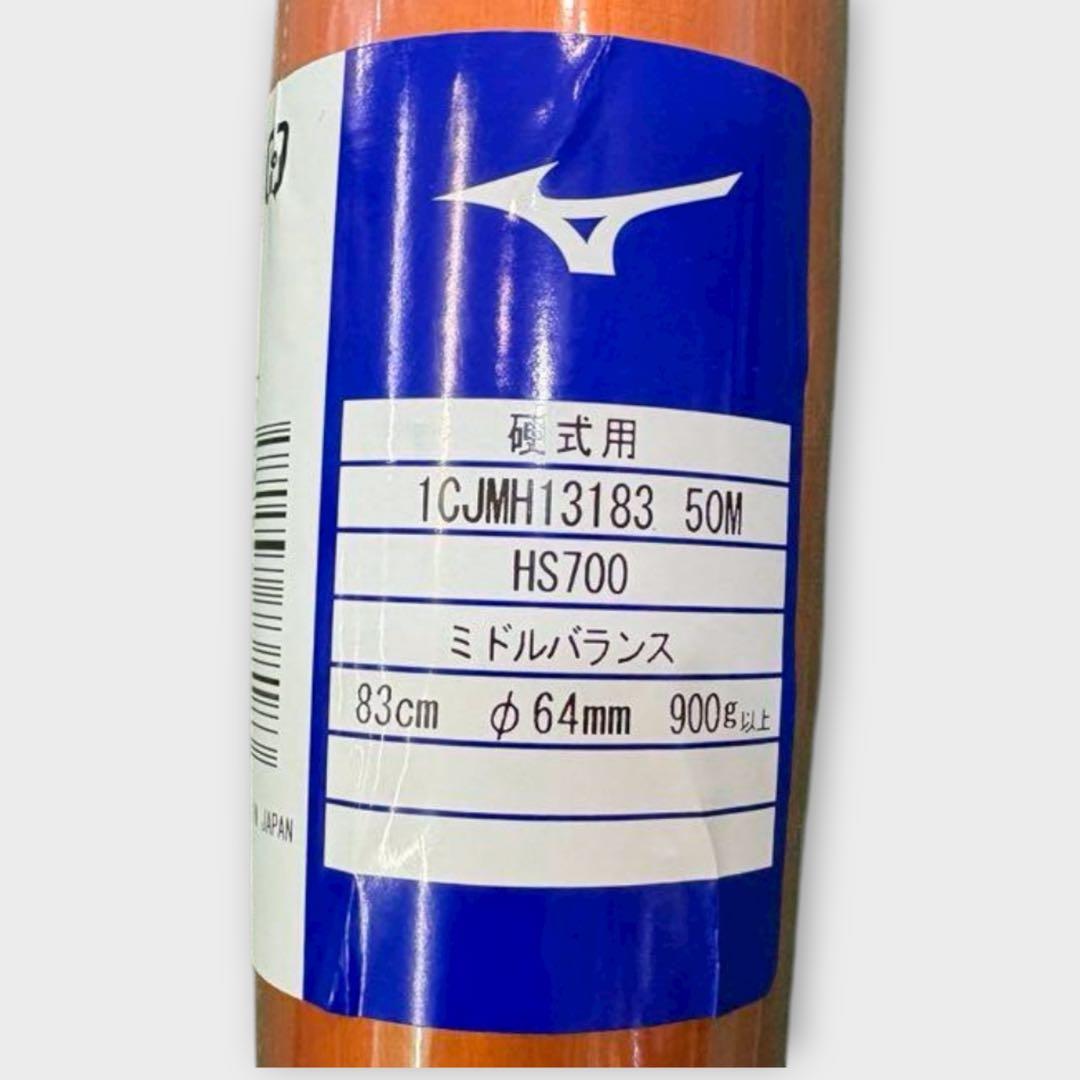 硬式用
1CJMH13183 50M
HS700
ミドルバランス
83cm φ64mm 900g以上
JAPAN